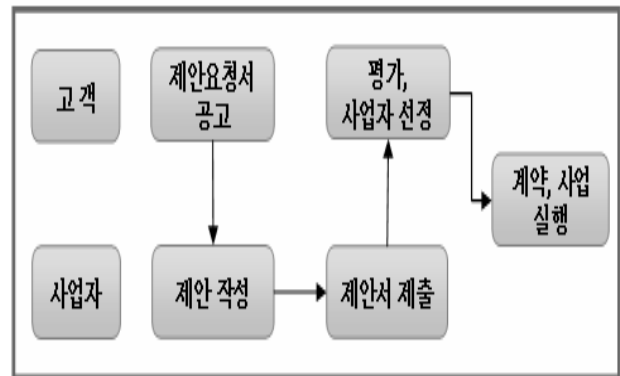 고 객
제안요청서
공고
평가,
사업자 선정
계약, 사업
실행
사업자
제안 작성
제안서 제출